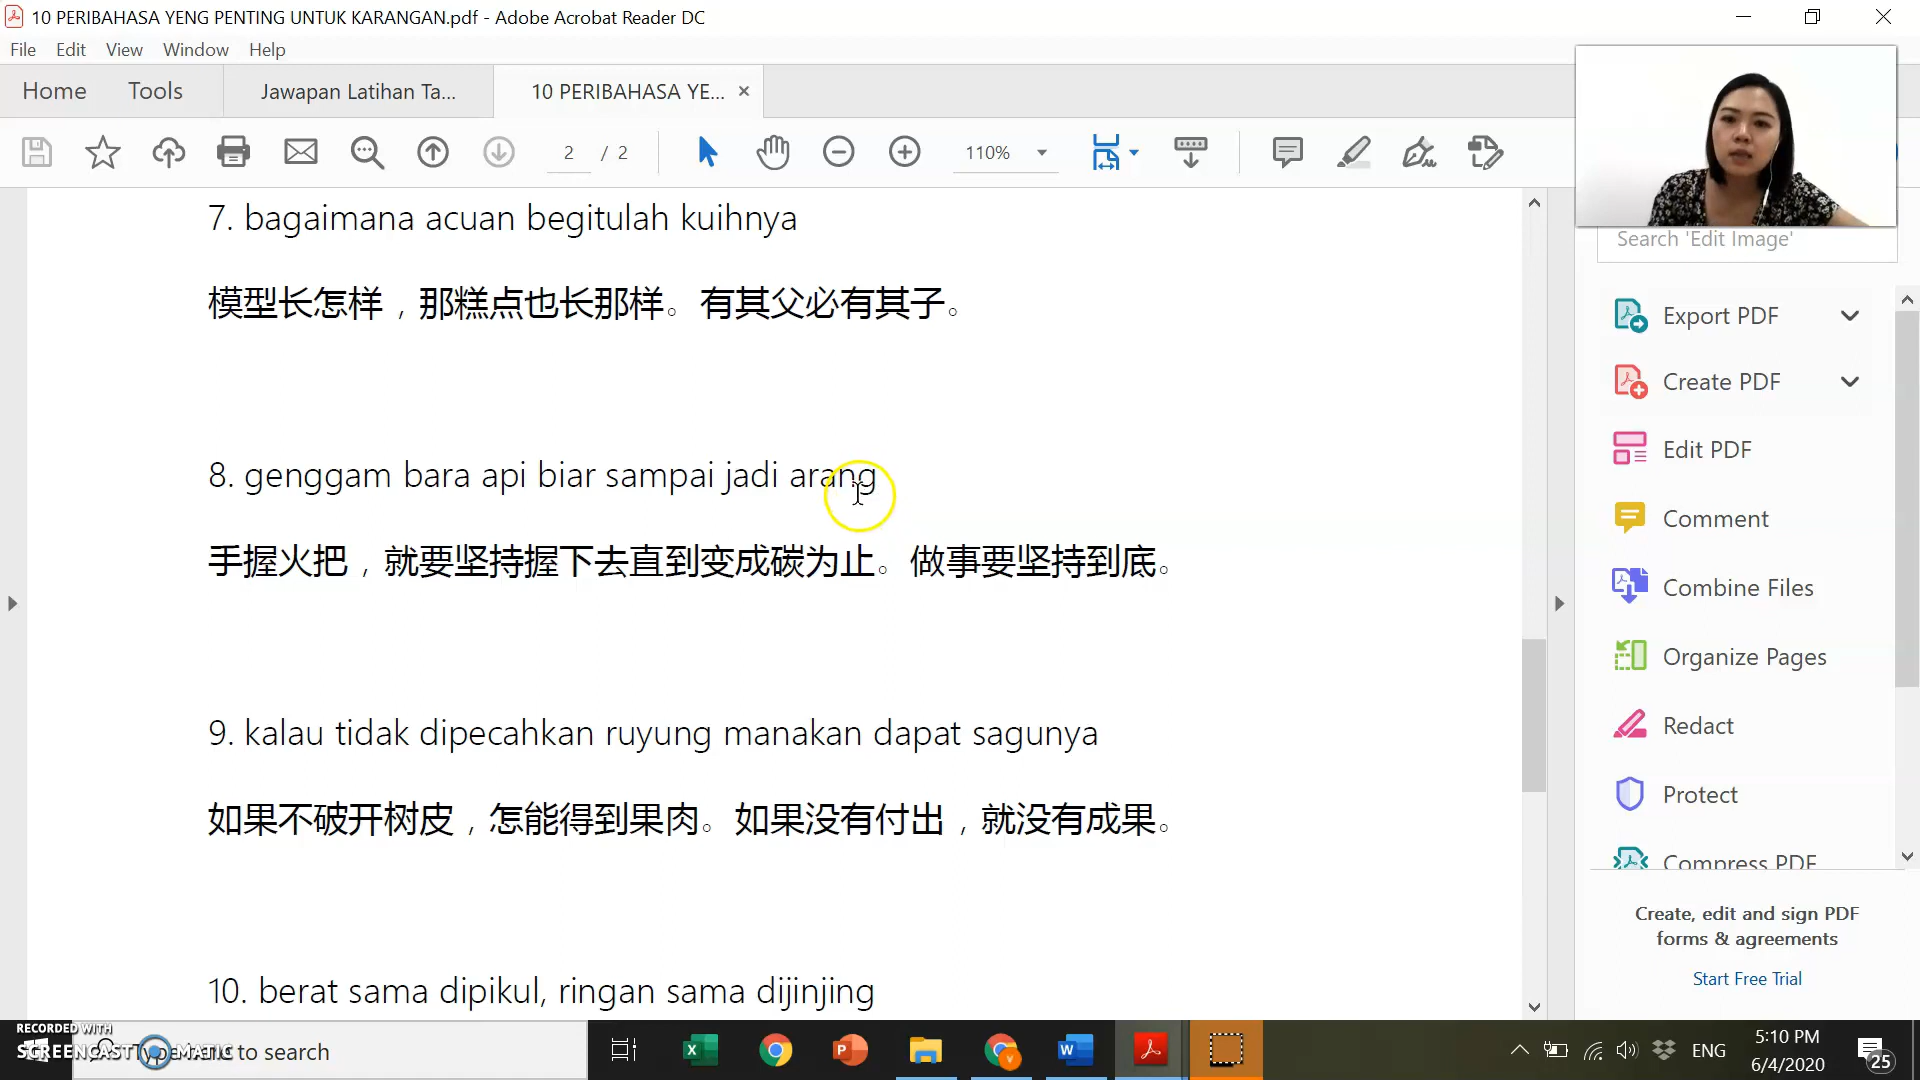 10 PERIBAHASA YENG PENTING UNTUK KARANGAN.pdf - Adobe Acrobat Reader DC
File Edit View Window Help
Home Tools Jawapan Latihan Ta... 10 PERIBAHASA YE... ×
2 / 2 110%
7. bagaimana acuan begitulah kuihnya
模型长怎样，那糕点也长那样。有其父必有其子。
8. genggam bara api biar sampai jadi arang
手握火把，就要坚持握下去直到变成碳为止。做事要坚持到底。
9. kalau tidak dipecahkan ruyung manakan dapat sagunya
如果不破开树皮，怎能得到果肉。如果没有付出，就没有成果。
10. berat sama dipikul, ringan sama dijinjing
Search 'Edit Image'
Export PDF
Create PDF
Edit PDF
Comment
Combine Files
Organize Pages
Redact
Protect
Compress PDF
Create, edit and sign PDF
forms & agreements
Start Free Trial
RECORDED WITH
SCREENCAST MATIC
to search
ENG
5:10 PM
6/4/2020
25